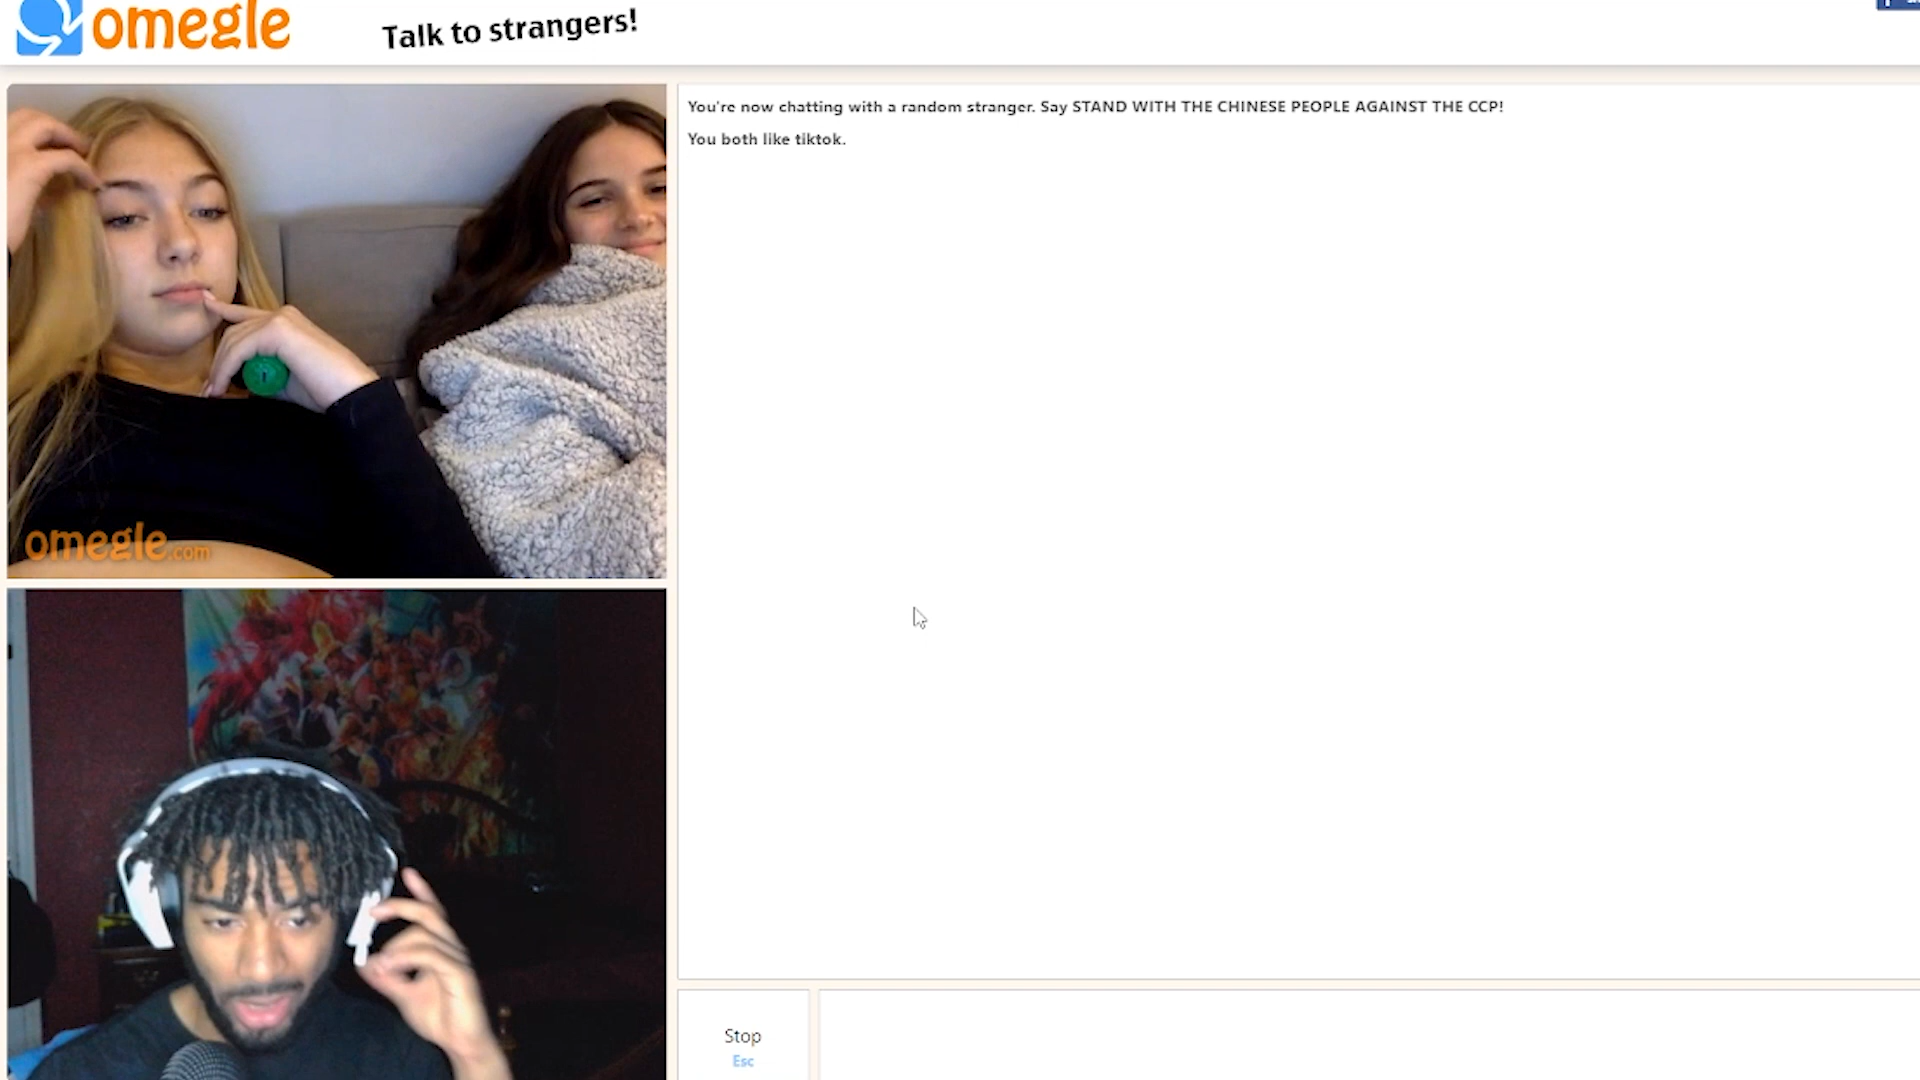 omegle
Talk to strangers!
You're now chatting with a random stranger. Say STAND WITH THE CHINESE PEOPLE AGAINST THE CCP!
You both like tiktok.
omegle.com
Stop
Esc